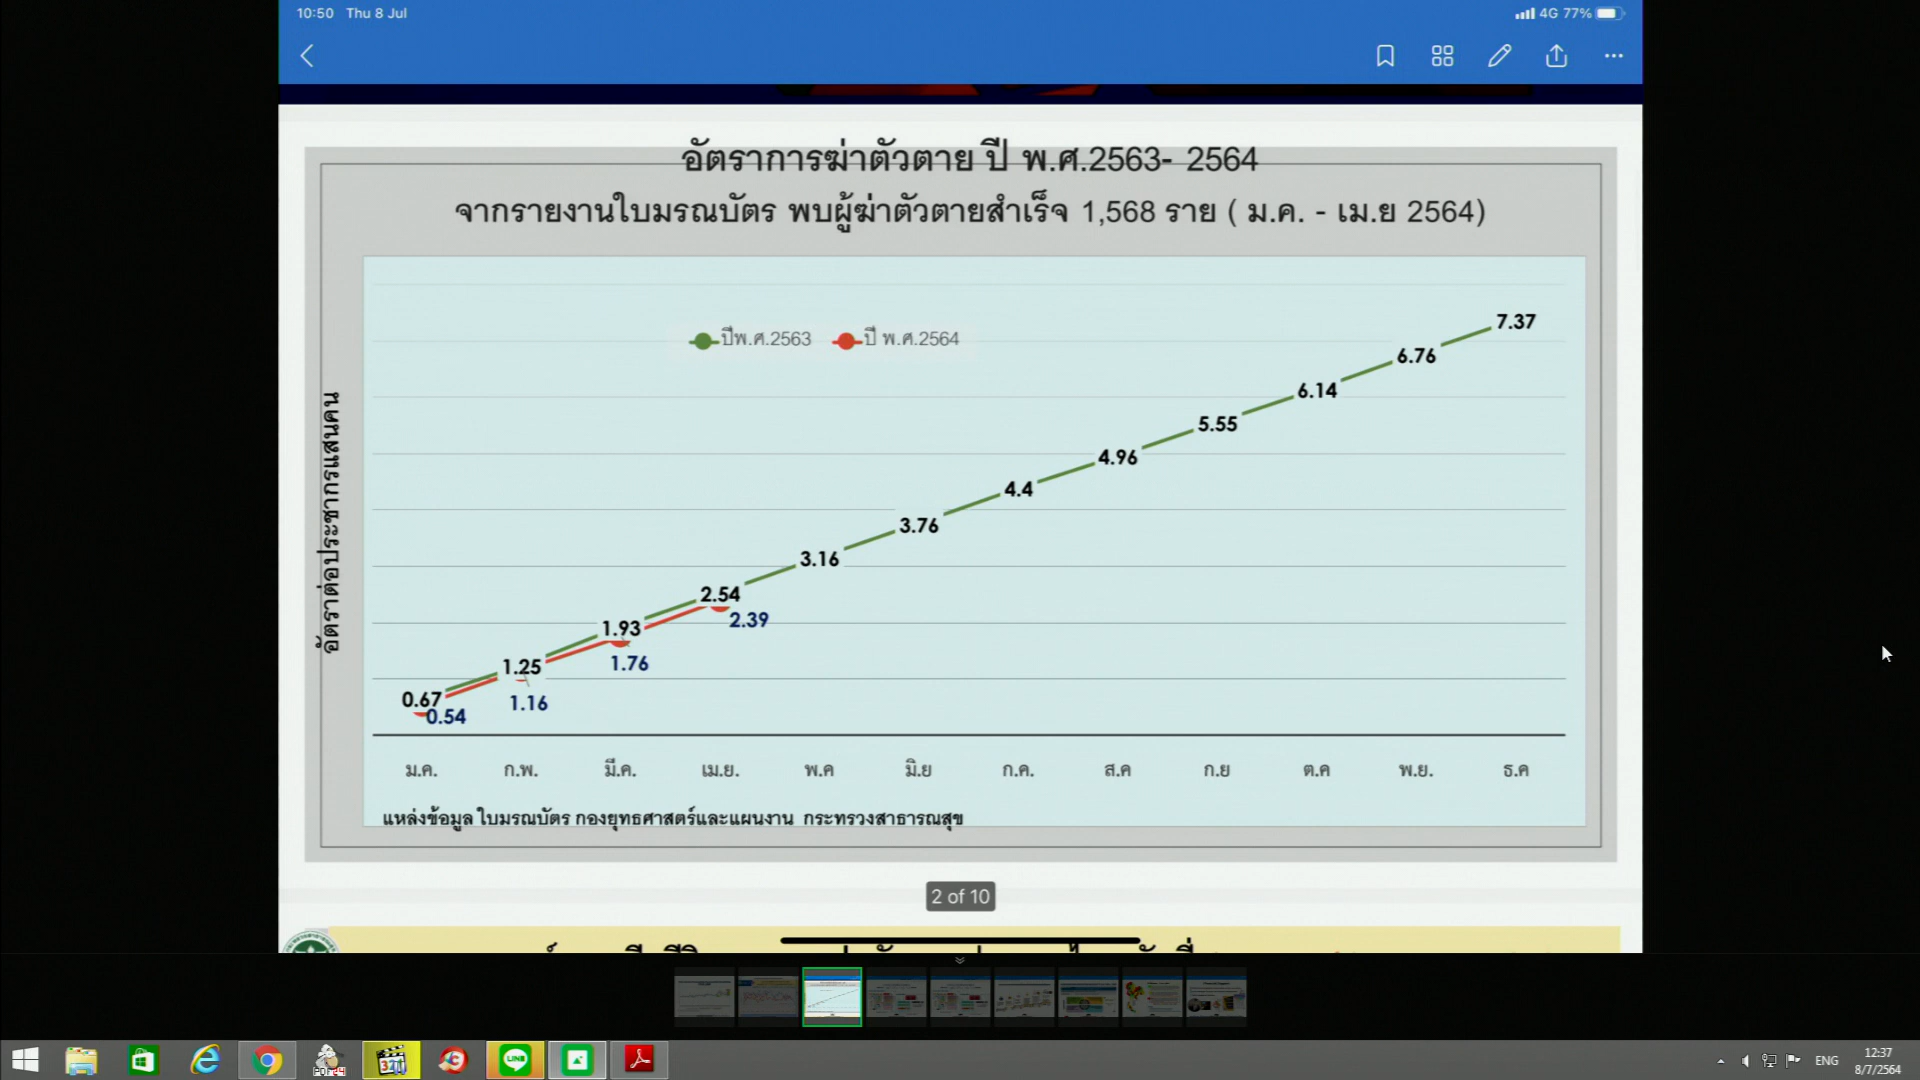 10:50 Thu 8 Jul
4G 77%
อัตราการฆ่าตัวตาย ปี พ.ศ.2563- 2564
จากรายงานใบมรณบัตร พบผู้ฆ่าตัวตายสำเร็จ 1,568 ราย ( ม.ค. - เม.ย 2564)
ปีพ.ศ.2563
ปี พ.ศ.2564
อัตราต่อประชากรแสนคน
7.37
6.76
6.14
5.55
4.96
4.4
3.76
3.16
2.54
2.39
1.93
1.76
1.25
1.16
0.67
0.54
ม.ค. ก.พ. มี.ค. เม.ย. พ.ค มิ.ย ก.ค. ส.ค ก.ย ต.ค พ.ย. ธ.ค
แหล่งข้อมูล ใบมรณบัตร กองยุทธศาสตร์และแผนงาน กระทรวงสาธารณสุข
2 of 10
LINE
321
ENG
12:37
8/7/2564